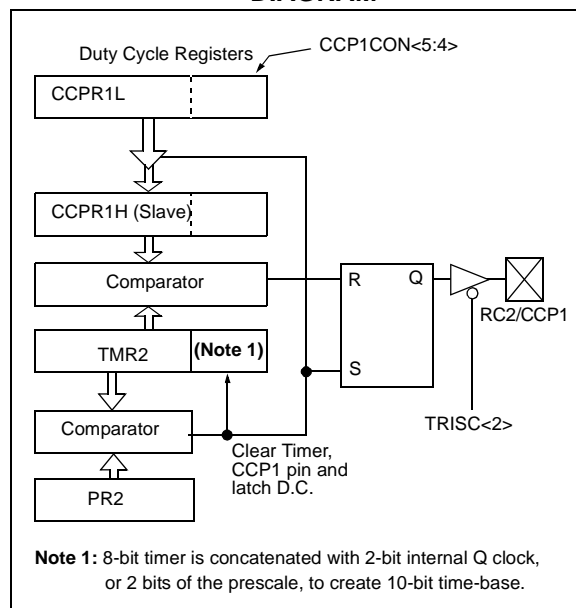 Duty Cycle Registers
CCP1CON<5:4>
CCPR1L
CCPR1H (Slave)
Comparator
R
Q
RC2/CCP1
TMR2
(Note 1)
S
TRISC<2>
Comparator
Clear Timer,
CCP1 pin and
latch D.C.
PR2
Note 1: 8-bit timer is concatenated with 2-bit internal Q clock,
or 2 bits of the prescale, to create 10-bit time-base.